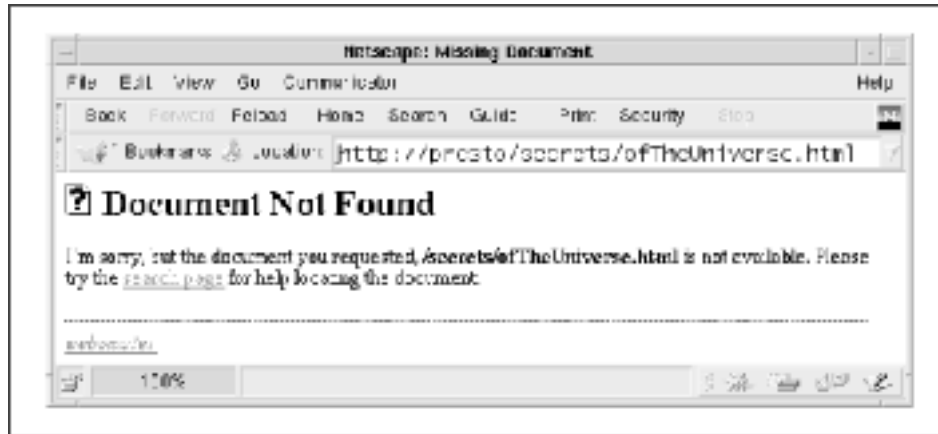 Netscape: Missing Document
File Edit View Go Communicator Help
Back Forward Reload Home Search Guide Print Security Stop
Bookmarks Location: http://presto/secrets/ofTheUniverse.html
Document Not Found
I'm sorry, but the document you requested, /secrets/ofTheUniverse.html is not available. Please
try the search page for help locating the document.
webmaster
100%